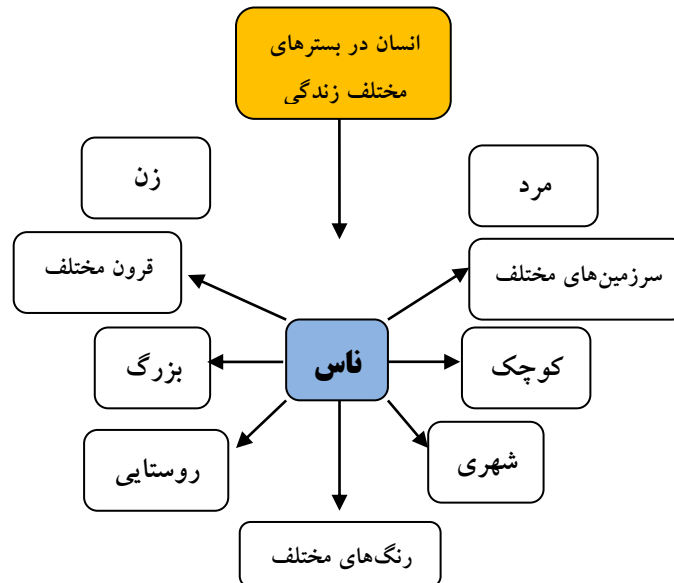 انسان در بسترهای
مختلف زندگی
مرد
زن
سرزمین‌های مختلف
قرون مختلف
ناس
کوچک
بزرگ
شهری
روستایی
رنگ‌های مختلف